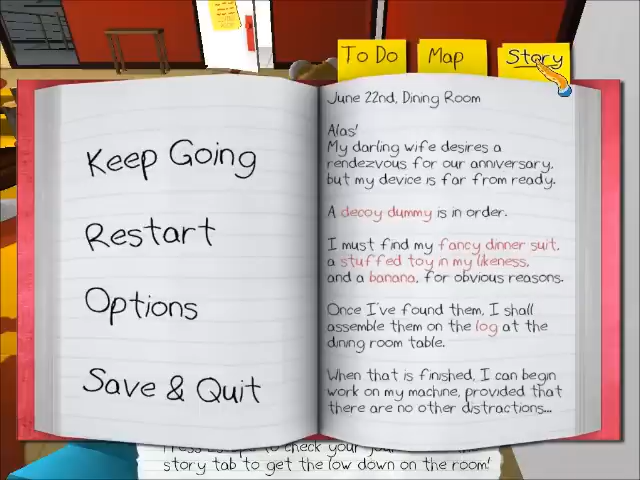 To Do
Map
Story
Keep Going
Restart
Options
Save & Quit
June 22nd, Dining Room
Alas!
My darling wife desires a
rendezvous for our anniversary,
but my device is far from ready.
A decoy dummy is in order.
I must find my fancy dinner suit,
a stuffed toy in my likeness,
and a banana, for obvious reasons.
Once I've found them, I shall
assemble them on the log at the
dining room table.
When that is finished, I can begin
work on my machine, provided that
there are no other distractions...
to check your
story tab to get the low down on the room!